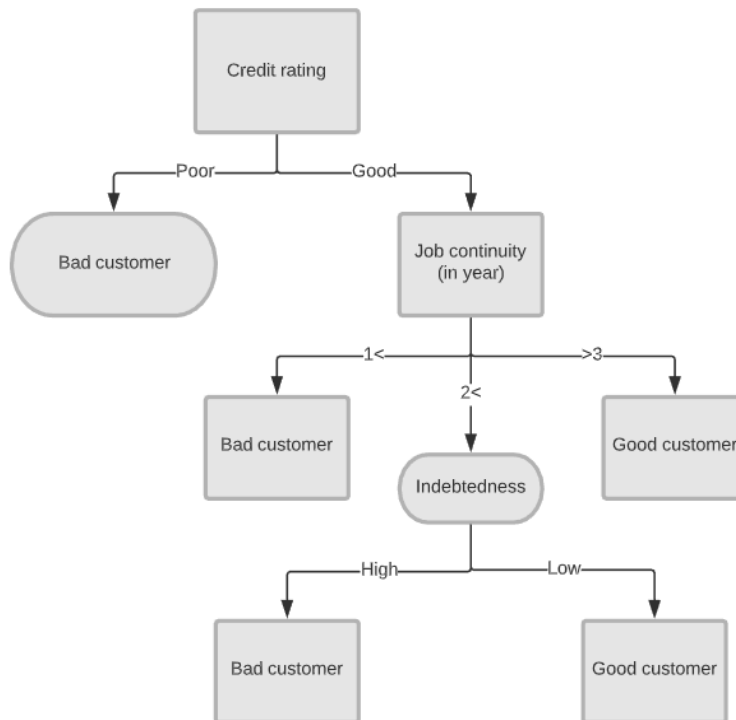 Credit rating
Poor
Good
Bad customer
Job continuity
(in year)
1<
>3
2<
Bad customer
Good customer
Indebtedness
High
Low
Bad customer
Good customer